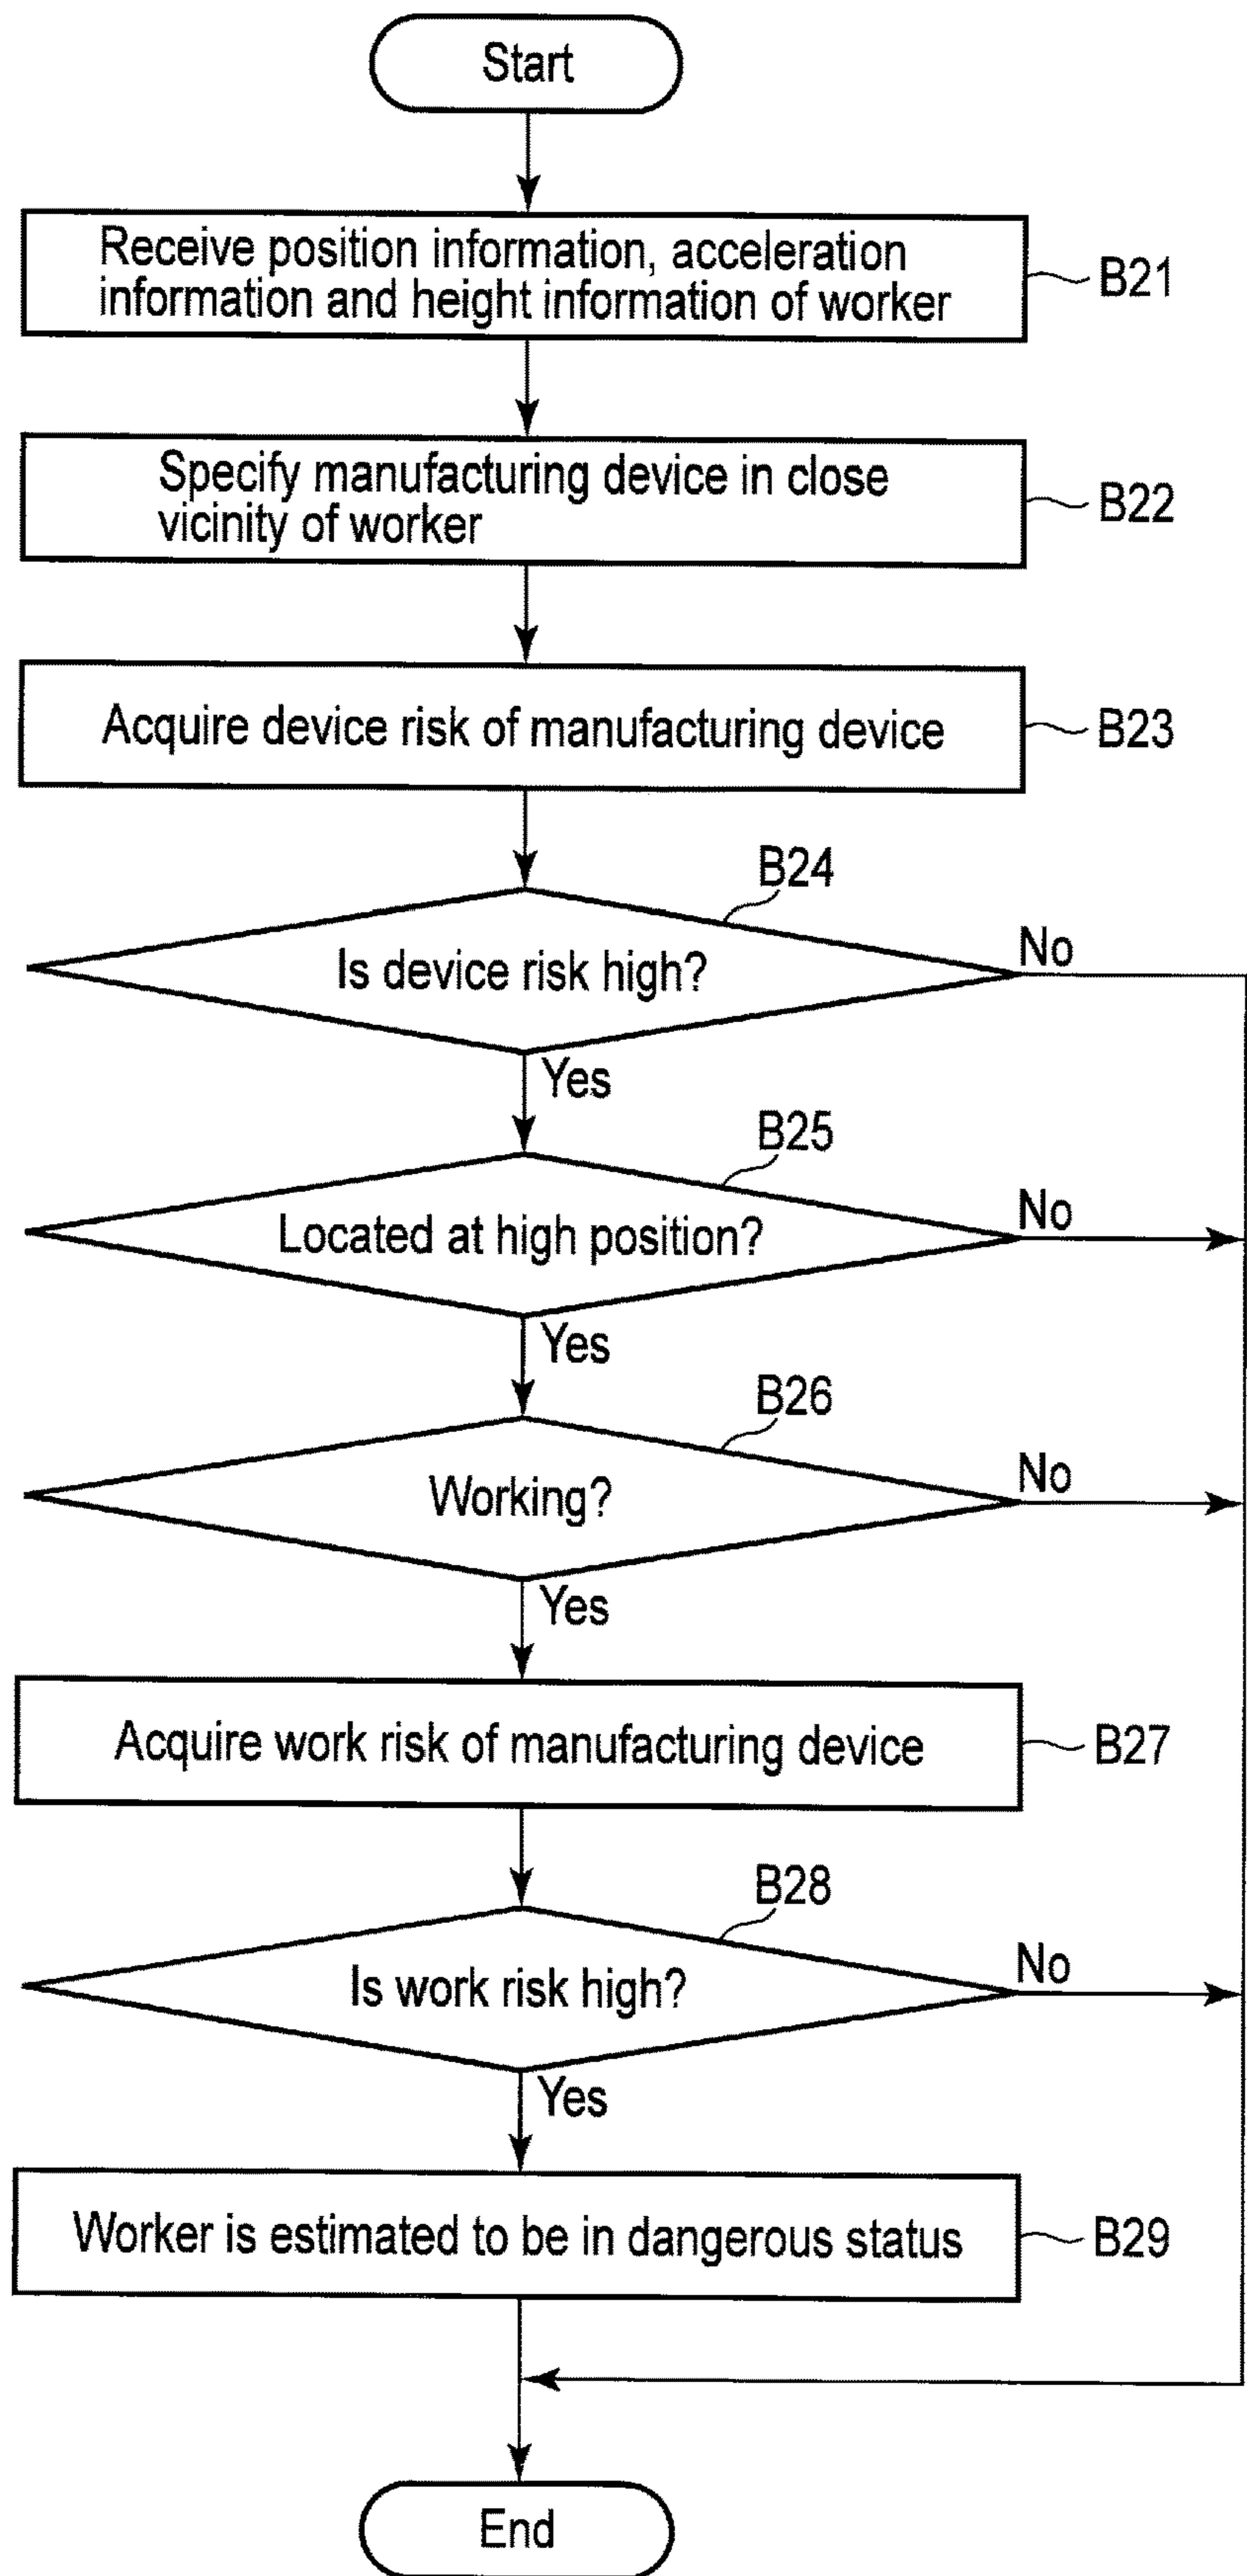 Start
Receive position information, acceleration
information and height information of worker
B21
Specify manufacturing device in close
vicinity of worker
B22
Acquire device risk of manufacturing device
B23
B24
Is device risk high?
No
Yes
B25
Located at high position?
No
Yes
B26
Working?
No
Yes
Acquire work risk of manufacturing device
B27
B28
Is work risk high?
No
Yes
Worker is estimated to be in dangerous status
B29
End